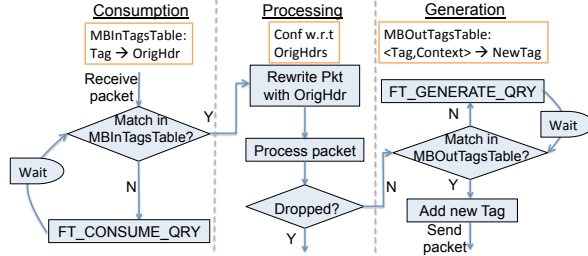 Consumption
MBInTagsTable:
Tag → OrigHdr
Receive
packet
Y
Match in
MBInTagsTable?
Wait
N
FT_CONSUME_QRY
Processing
Conf w.r.t
OrigHdrs
Rewrite Pkt
with OrigHdr
Process packet
N
Dropped?
Y
Generation
MBOutTagsTable:
<Tag,Context> → NewTag
FT_GENERATE_QRY
N
Wait
Match in
MBOutTagsTable?
Y
Add new Tag
Send
packet